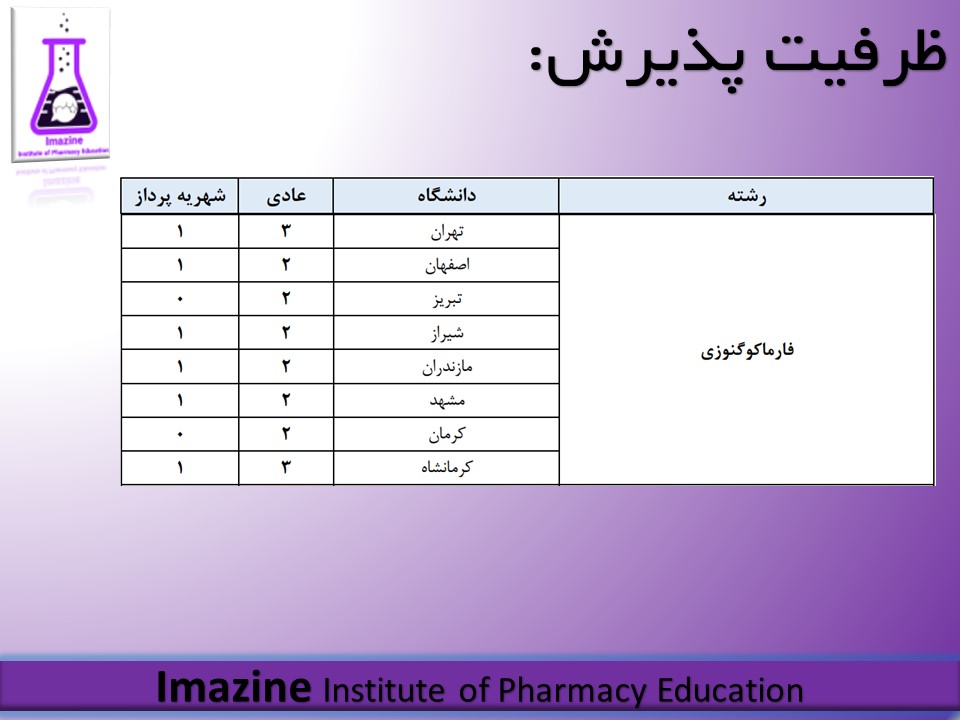 ظرفیت پذیرش:
Imazine
Institute of Pharmacy Education
رشته دانشگاه عادی شهریه پرداز
فارماکوگنوزی
تهران ۳ ۱
اصفهان ۲ ۱
تبریز ۲ ۰
شیراز ۲ ۱
مازندران ۲ ۱
مشهد ۲ ۱
کرمان ۲ ۰
کرمانشاه ۳ ۱
Imazine Institute of Pharmacy Education